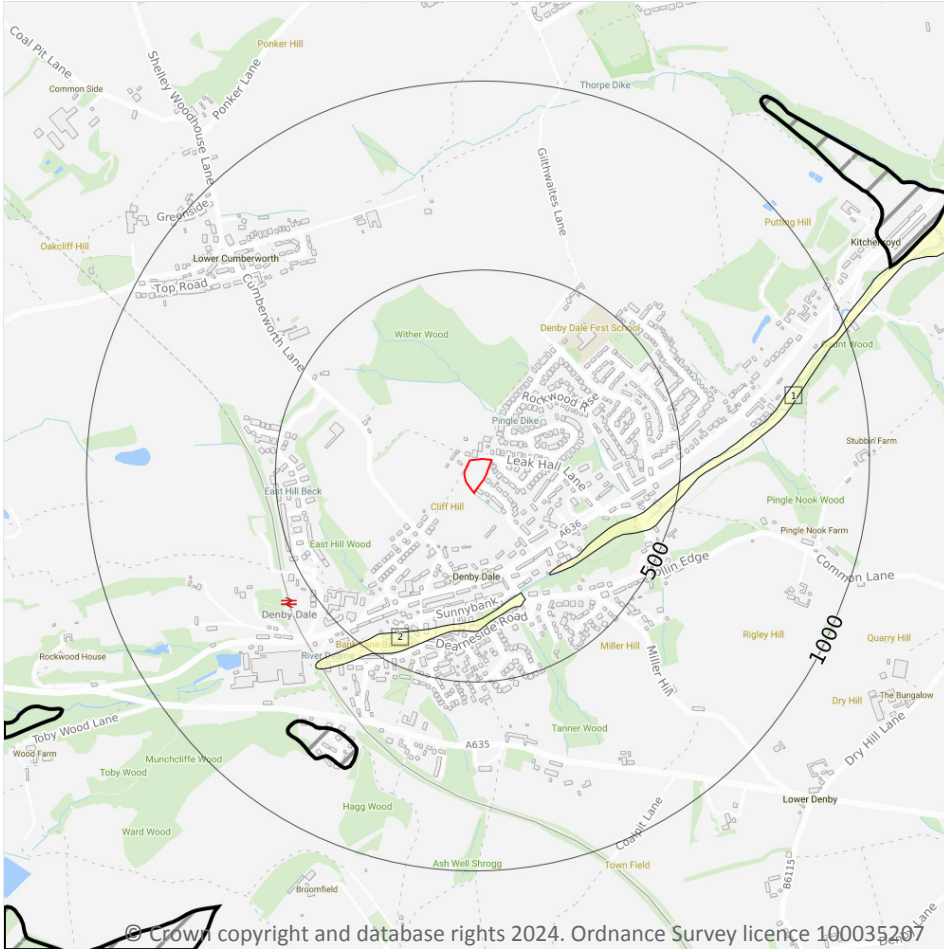 Ponker Hill
Coal Pit Lane
Common Side
Shelley Woodhouse Lane
Ponker Lane
Thorpe Dike
Gilthwaites Lane
Greenside
Putting Hill
Oakcliff Hill
Lower Cumberworth
Kitchenroyd
Top Road
Cumberworth Lane
Wither Wood
Denby Dale First School
1
Rockwood Rise
Pingle Dike
Stubbin Farm
Leak Hall Lane
East Hill Beck
Cliff Hill
Pingle Nook Wood
A636
Pingle Nook Farm
East Hill Wood
500
Common Lane
Denby Dale
Denby Dale
Sunnybank
2
Dearneside Road
1000
Rigley Hill
Quarry Hill
Miller Hill
Miller Hill
River Dearne
Rockwood House
Dry Hill
The Bungalow
Toby Wood Lane
Tanner Wood
A635
Wood Farm
Munchcliffe Wood
Toby Wood
Dry Hill Lane
Hagg Wood
Lower Denby
Ward Wood
Coalpit Lane
Ash Well Shrogg
Town Field
B6115
Broomfield
© Crown copyright and database rights 2024. Ordnance Survey licence 100035207